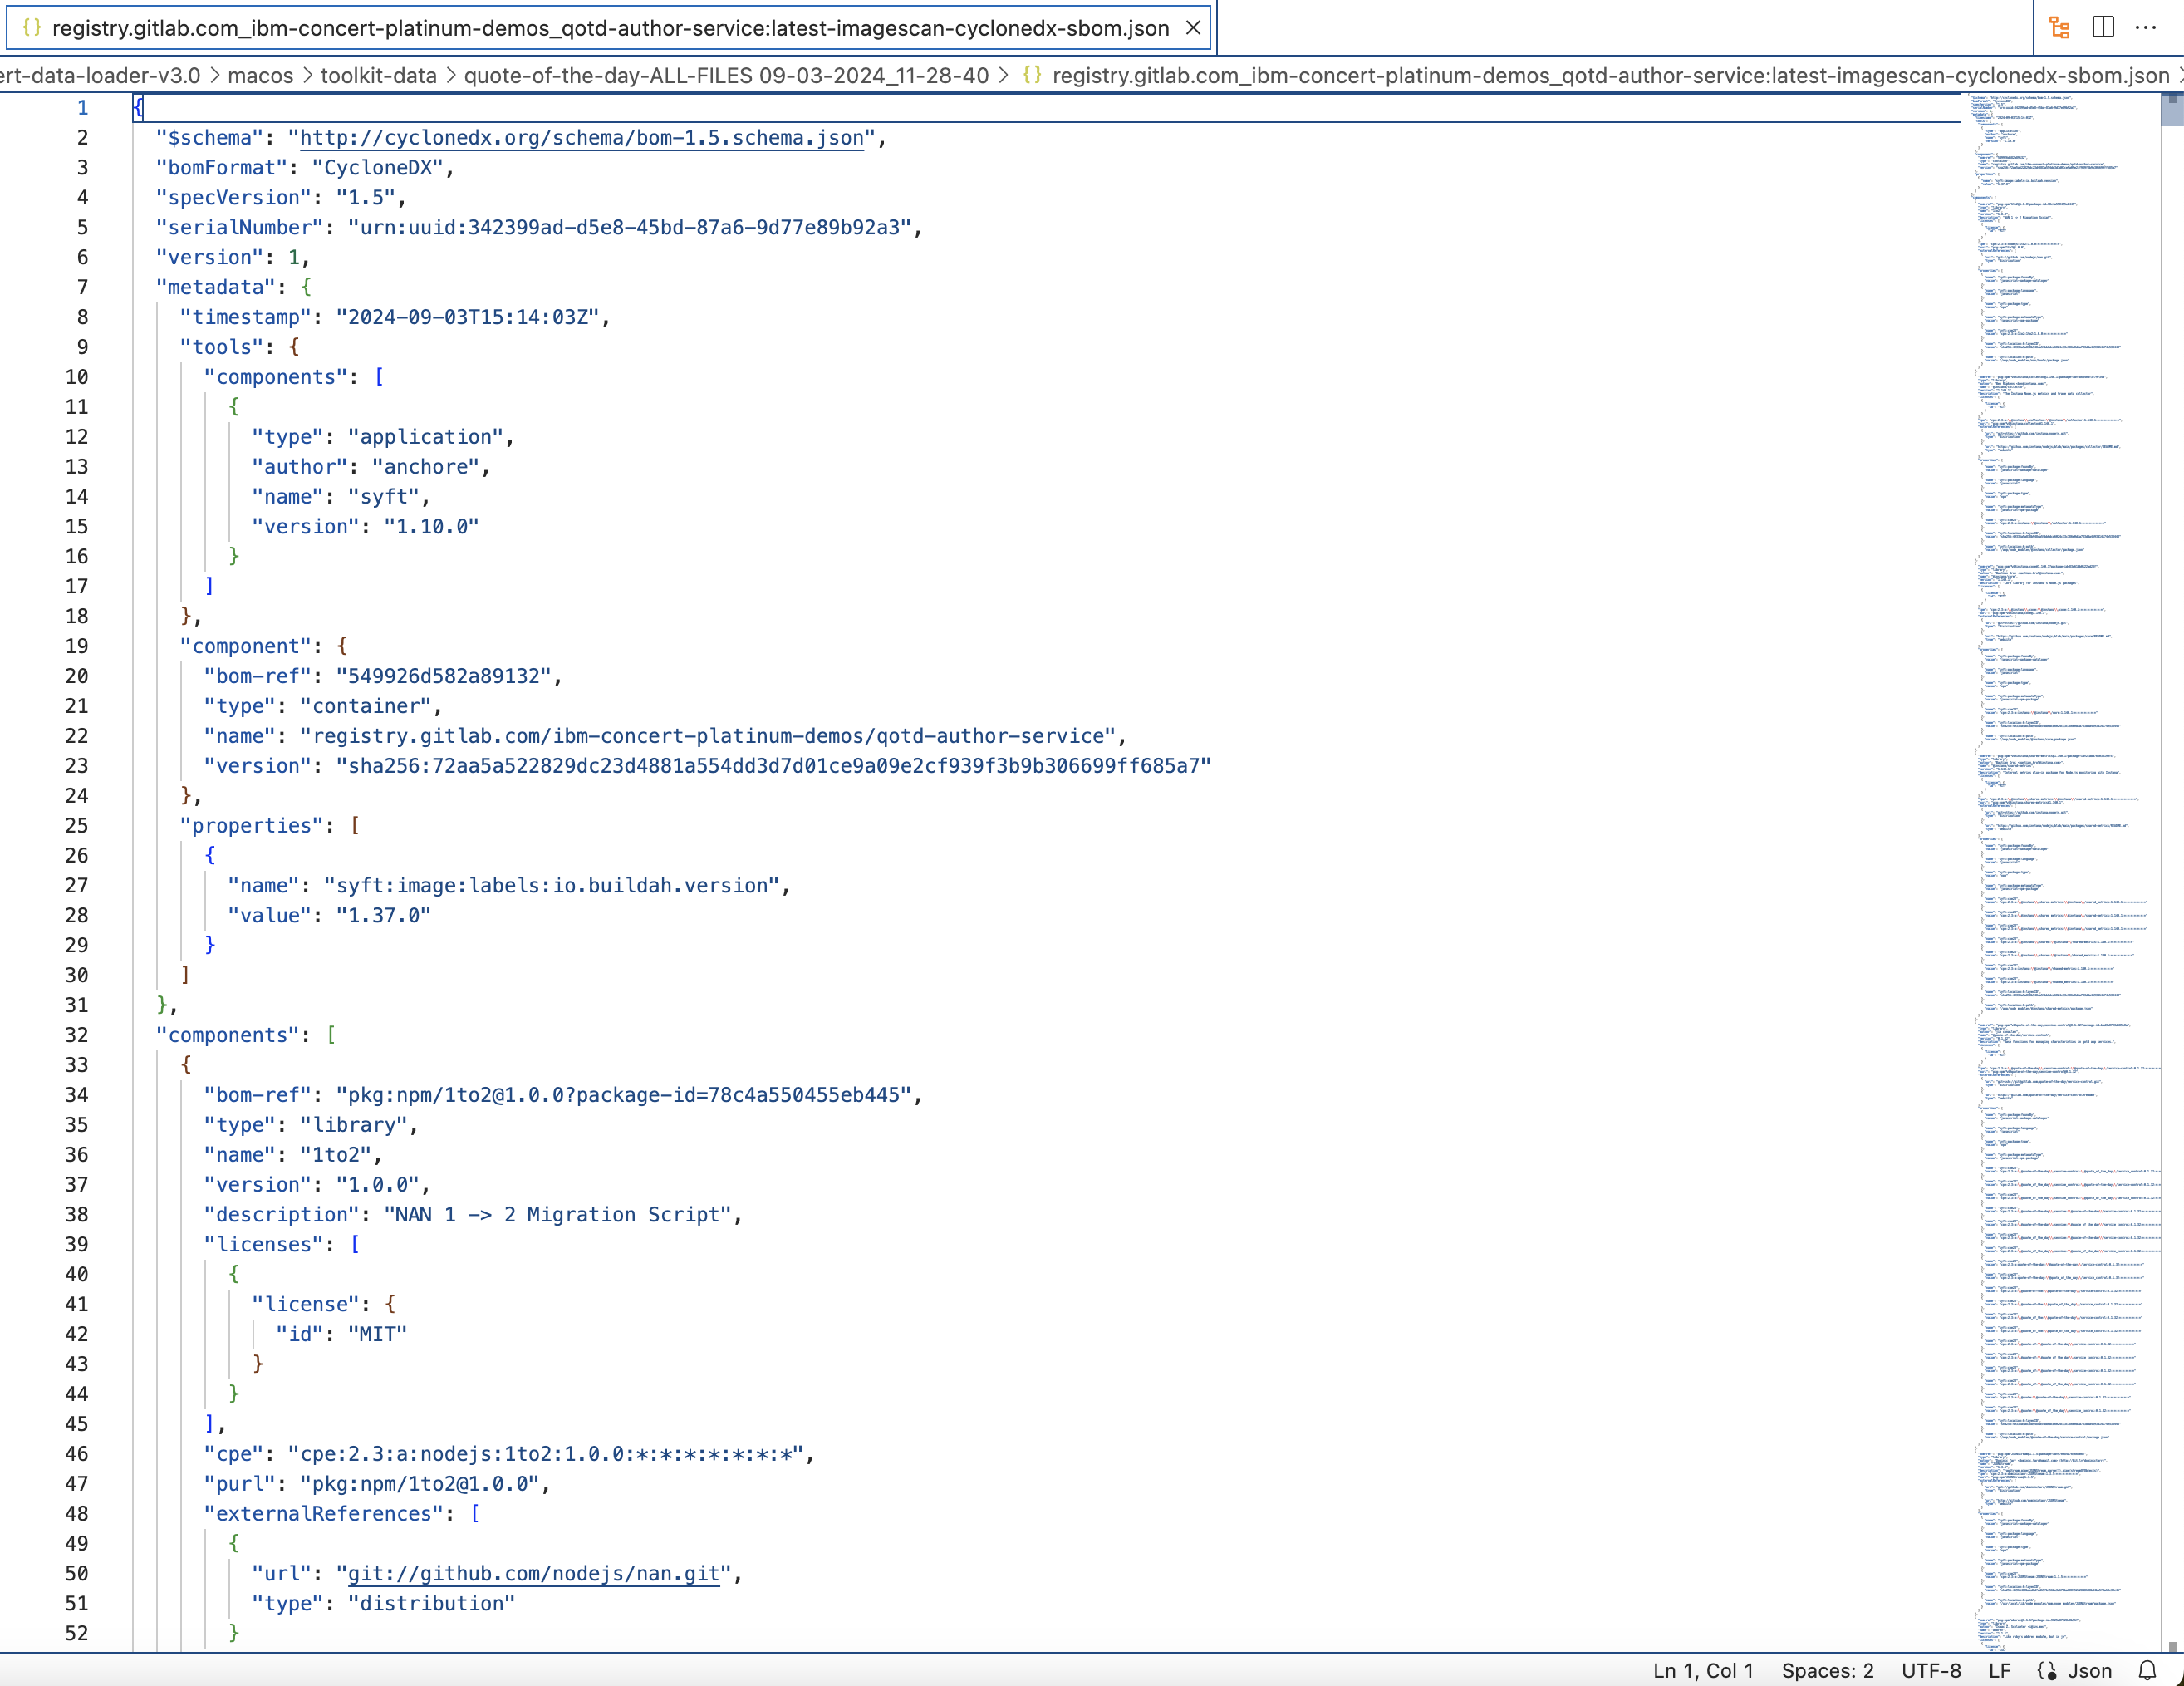 {} registry.gitlab.com_ibm-concert-platinum-demos_qotd-author-service:latest-imagescan-cyclonedx-sbom.json ×
ert-data-loader-v3.0 > macos > toolkit-data > quote-of-the-day-ALL-FILES 09-03-2024_11-28-40 > {} registry.gitlab.com_ibm-concert-platinum-demos_qotd-author-service:latest-imagescan-cyclonedx-sbom.json >
1 {
2 "$schema": "http://cyclonedx.org/schema/bom-1.5.schema.json",
3 "bomFormat": "CycloneDX",
4 "specVersion": "1.5",
5 "serialNumber": "urn:uuid:342399ad-d5e8-45bd-87a6-9d77e89b92a3",
6 "version": 1,
7 "metadata": {
8 "timestamp": "2024-09-03T15:14:03Z",
9 "tools": {
10 "components": [
11 {
12 "type": "application",
13 "author": "anchore",
14 "name": "syft",
15 "version": "1.10.0"
16 }
17 ]
18 },
19 "component": {
20 "bom-ref": "549926d582a89132",
21 "type": "container",
22 "name": "registry.gitlab.com/ibm-concert-platinum-demos/qotd-author-service",
23 "version": "sha256:72aa5a522829dc23d4881a554dd3d7d01ce9a09e2cf939f3b9b306699ff685a7"
24 },
25 "properties": [
26 {
27 "name": "syft:image:labels:io.buildah.version",
28 "value": "1.37.0"
29 }
30 ]
31 },
32 "components": [
33 {
34 "bom-ref": "pkg:npm/1to2@1.0.0?package-id=78c4a550455eb445",
35 "type": "library",
36 "name": "1to2",
37 "version": "1.0.0",
38 "description": "NAN 1 -> 2 Migration Script",
39 "licenses": [
40 {
41 "license": {
42 "id": "MIT"
43 }
44 }
45 ],
46 "cpe": "cpe:2.3:a:nodejs:1to2:1.0.0:*:*:*:*:*:*:*",
47 "purl": "pkg:npm/1to2@1.0.0",
48 "externalReferences": [
49 {
50 "url": "git://github.com/nodejs/nan.git",
51 "type": "distribution"
52 }
Ln 1, Col 1 Spaces: 2 UTF-8 LF {} Json